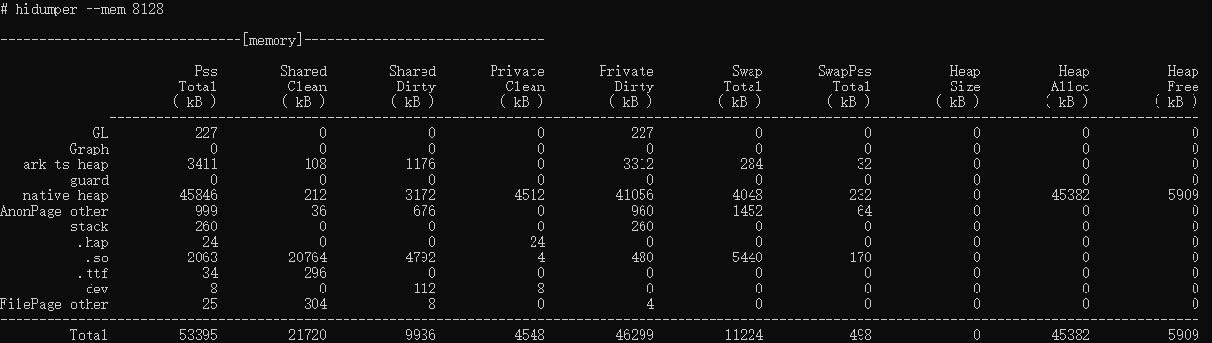 # hidumper --mem 8128
-------------------------------[memory]-------------------------------
Pss Shared Shared Private Private Swap SwapPss Heap Heap Heap
Total Clean Dirty Clean Dirty Total Total Size Alloc Free
( kB ) ( kB ) ( kB ) ( kB ) ( kB ) ( kB ) ( kB ) ( kB ) ( kB ) ( kB )
------------------------------------------------------------------------------------------------------------------------------------------
GL 227 0 0 0 227 0 0 0 0 0
Graph 0 0 0 0 0 0 0 0 0 0
ark ts heap 3411 108 1176 0 3312 284 32 0 0 0
guard 0 0 0 0 0 0 0 0 0 0
native heap 45846 212 3172 4512 41056 4048 232 0 45382 5909
AnonPage other 999 36 676 0 960 1452 64 0 0 0
stack 260 0 0 0 260 0 0 0 0 0
.hap 24 0 0 24 0 0 0 0 0 0
.so 2063 20764 4792 4 480 5440 170 0 0 0
.ttf 34 296 0 0 0 0 0 0 0 0
dev 8 0 112 8 0 0 0 0 0 0
FilePage other 25 304 8 0 4 0 0 0 0 0
----------------------------------------------------------------------------------------------------------------------------------------------------------
Total 53395 21720 9936 4548 46299 11224 498 0 45382 5909